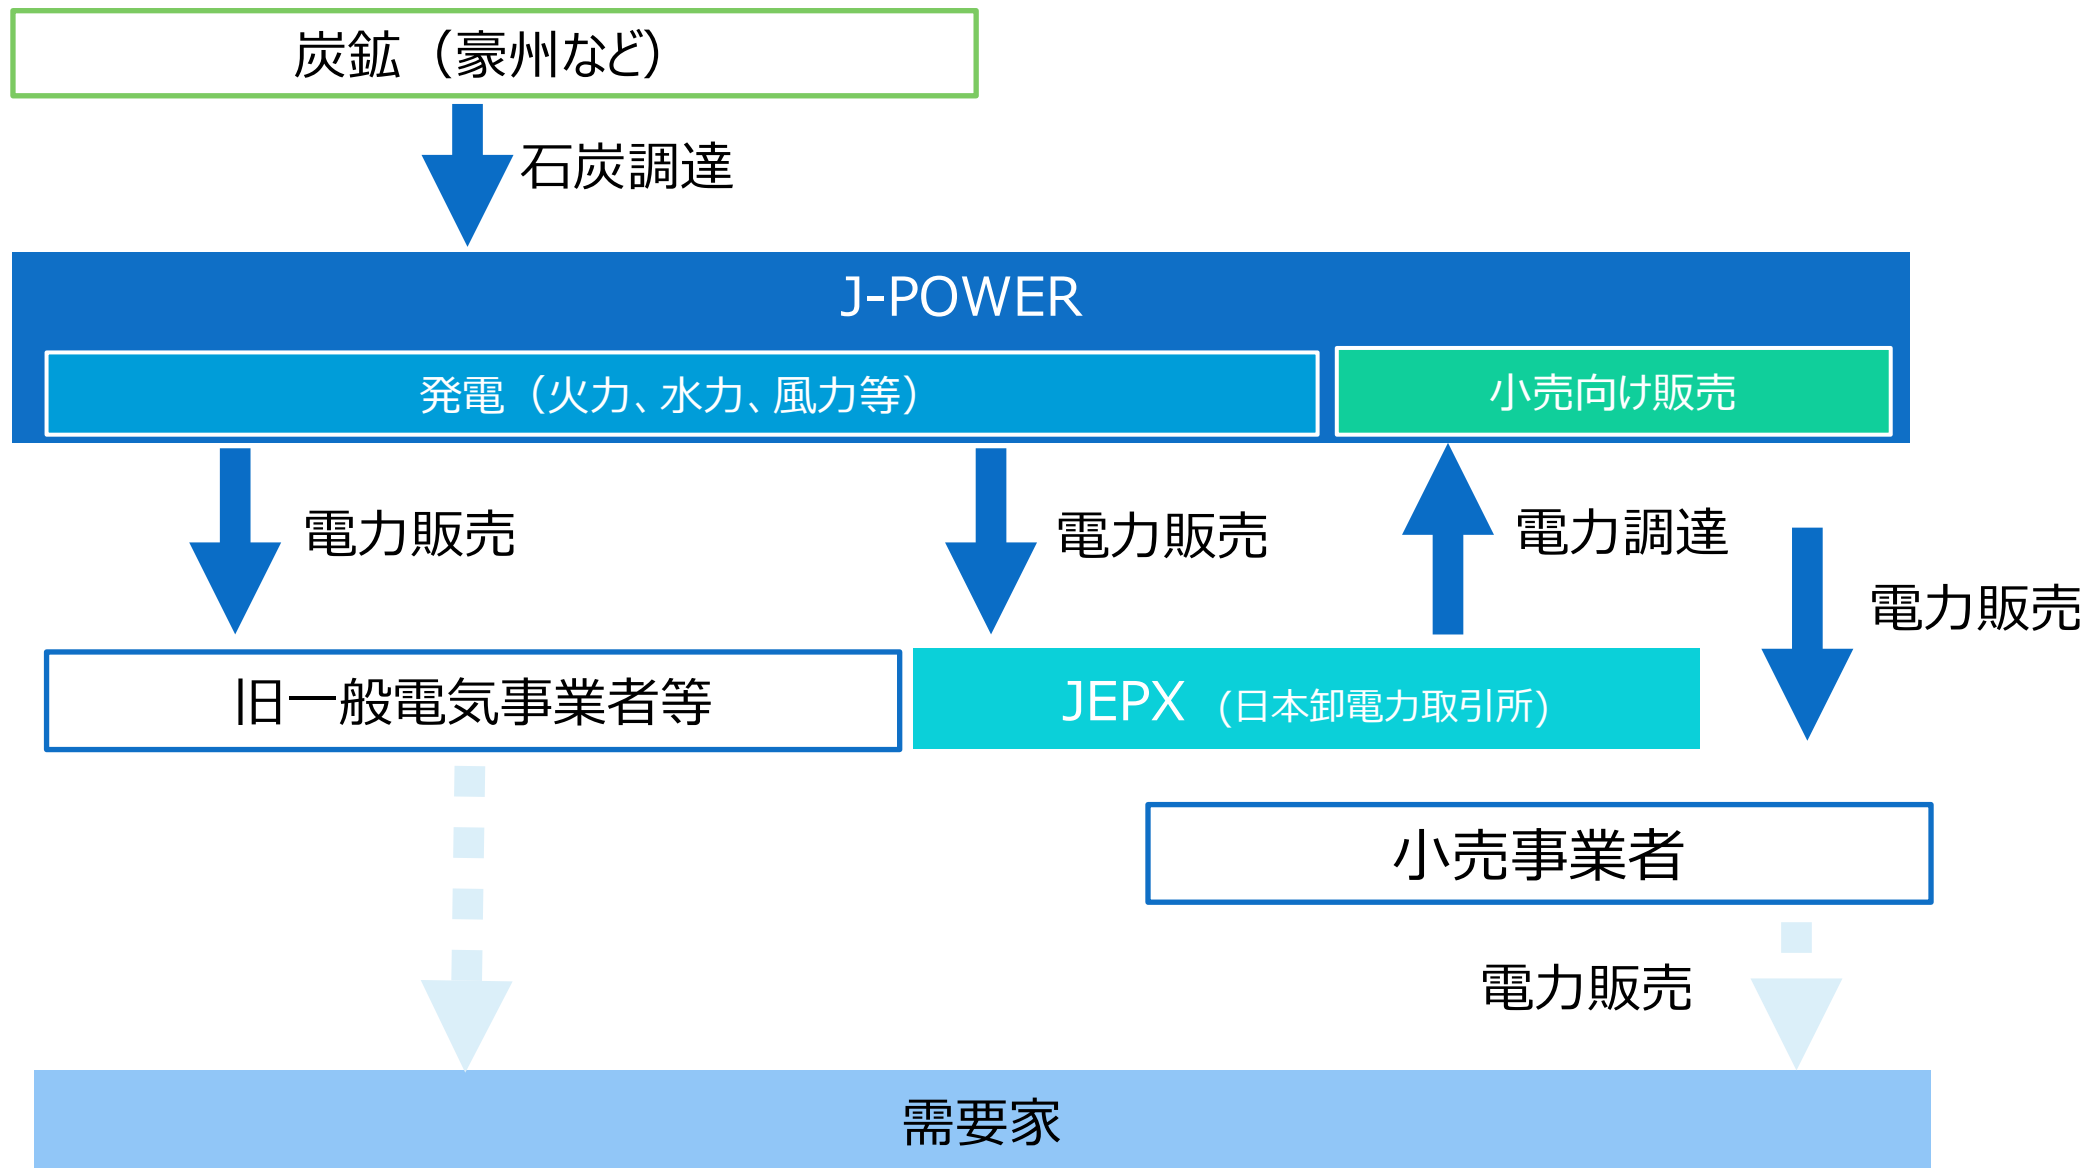 炭鉱（豪州など）
石炭調達
J-POWER
発電（火力、水力、風力等）
小売向け販売
電力販売
電力販売
電力調達
電力販売
旧一般電気事業者等
JEPX（日本卸電力取引所）
小売事業者
電力販売
需要家